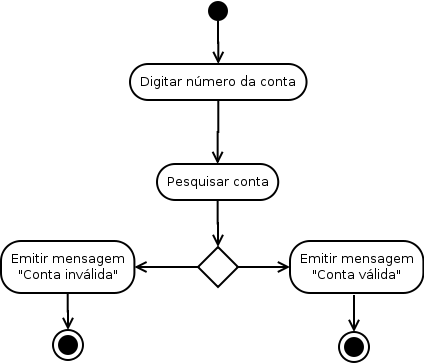 Digitar número da conta
Pesquisar conta
Emitir mensagem
"Conta inválida"
Emitir mensagem
"Conta válida"